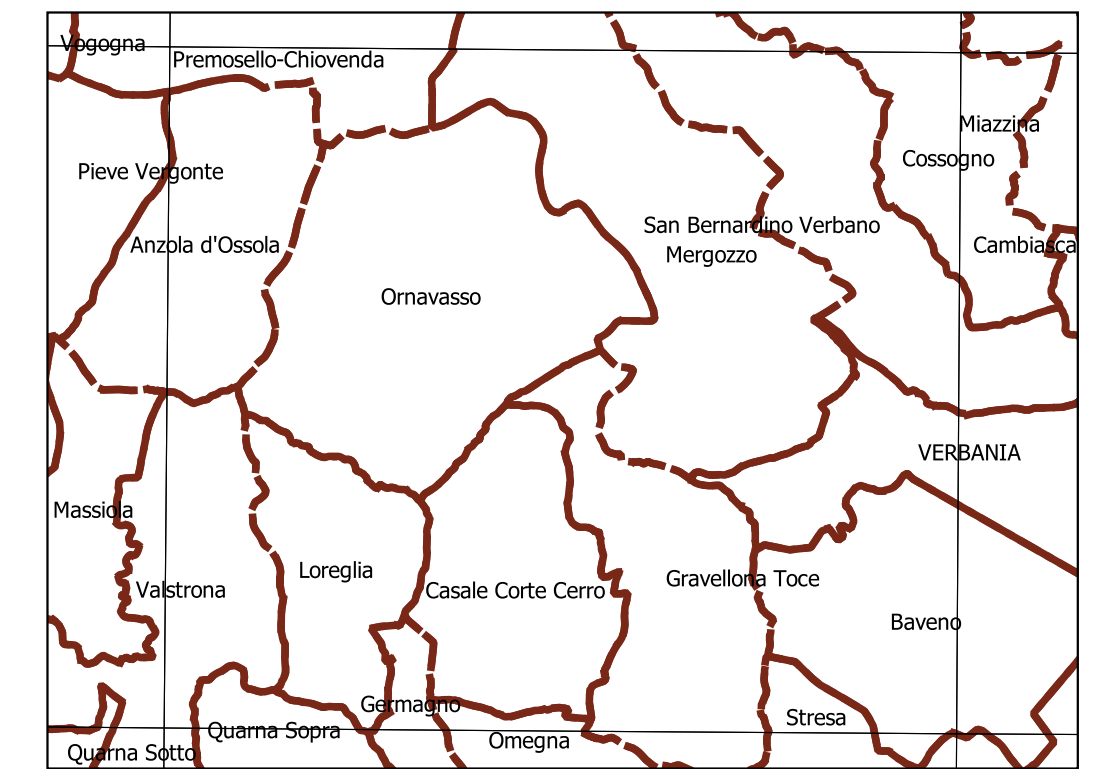 Vogogna
Premosello-Chiovenda
Miazzina
Cossogno
Pieve Vergonte
San Bernardino Verbano
Anzola d'Ossola
Cambiasca
Mergozzo
Ornavasso
VERBANIA
Massiola
Loreglia
Gravellona Toce
Valstrona
Casale Corte Cerro
Baveno
Germagno
Stresa
Quarna Sopra
Omegna
Quarna Sotto